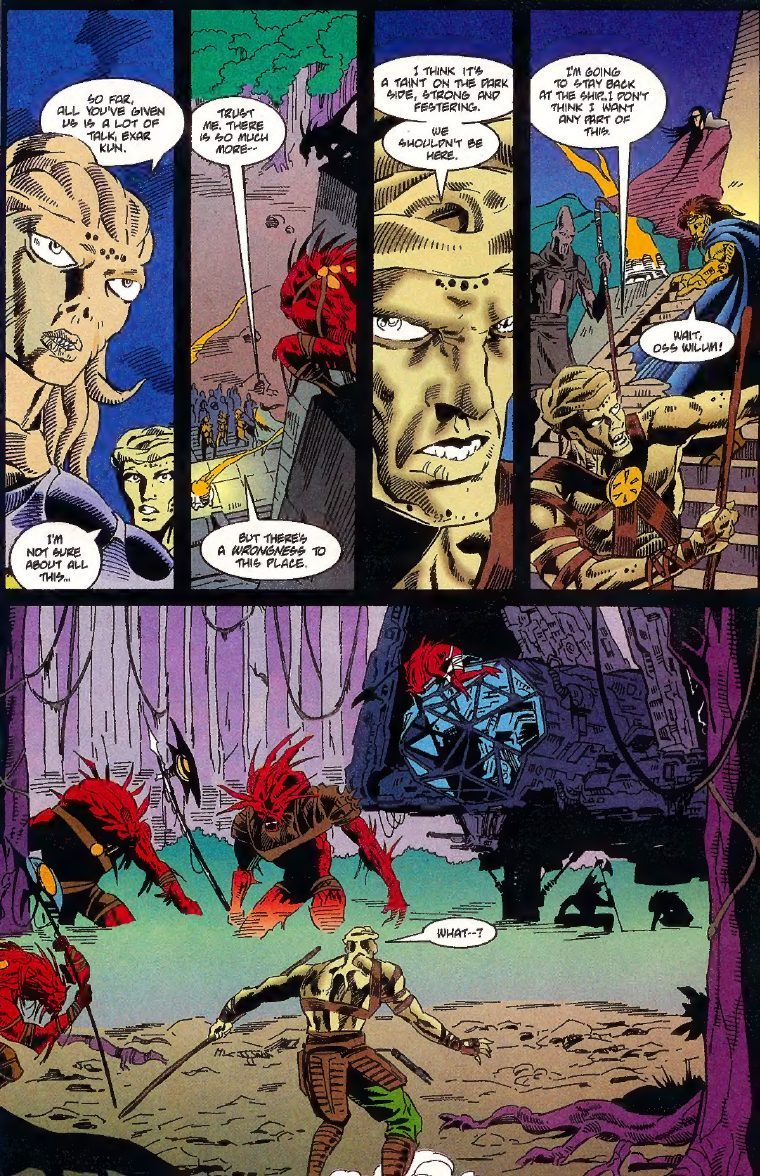 SO FAR,
ALL YOU'VE GIVEN
US IS A LOT OF
TALK, EXAR
KUN.
I'M
NOT SURE
ABOUT ALL
THIS...
TRUST
ME. THERE
IS SO MUCH
MORE--
BUT THERE'S
A WRONGNESS TO
THIS PLACE.
I THINK IT'S
A TAINT ON THE DARK
SIDE, STRONG AND
FESTERING.
WE
SHOULDN'T
BE HERE.
I'M GOING
TO STAY BACK
AT THE SHIP. I DON'T
THINK I WANT
ANY PART OF
THIS.
WAIT,
OSS WILUM!
WHAT--?